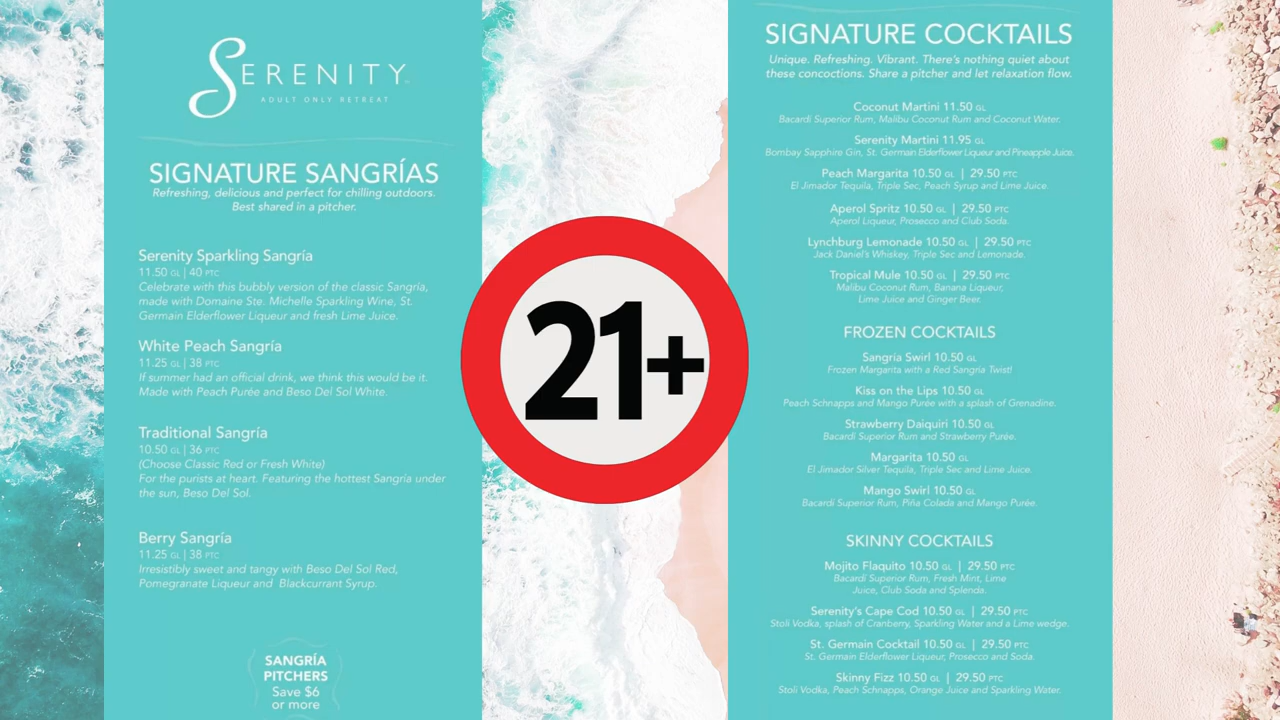 SERENITY
ADULT ONLY RETREAT
SIGNATURE SANGRÍAS
Refreshing, delicious and perfect for chilling outdoors.
Best shared in a pitcher.
Serenity Sparkling Sangría
11.50 GL | 40 PTC
Celebrate with this bubbly version of the classic Sangría,
made with Domaine Ste. Michelle Sparkling Wine, St.
Germain Elderflower Liqueur and fresh Lime Juice.
White Peach Sangría
11.25 GL | 38 PTC
If summer had an official drink, we think this would be it.
Made with Peach Purée and Beso Del Sol White.
Traditional Sangría
10.50 GL | 36 PTC
(Choose Classic Red or Fresh White)
For the purists at heart. Featuring the hottest Sangría under
the sun, Beso Del Sol.
Berry Sangría
11.25 GL | 38 PTC
Irresistibly sweet and tangy with Beso Del Sol Red,
Pomegranate Liqueur and Blackcurrant Syrup.
SANGRÍA
PITCHERS
Save $6
or more
21+
SIGNATURE COCKTAILS
Unique. Refreshing. Vibrant. There's nothing quiet about
these concoctions. Share a pitcher and let relaxation flow.
Coconut Martini 11.50 GL
Bacardi Superior Rum, Malibu Coconut Rum and Coconut Water.
Serenity Martini 11.95 GL
Bombay Sapphire Gin, St. Germain Elderflower Liqueur and Pineapple Juice.
Peach Margarita 10.50 GL | 29.50 PTC
El Jimador Tequila, Triple Sec, Peach Syrup and Lime Juice.
Aperol Spritz 10.50 GL | 29.50 PTC
Aperol Liqueur, Prosecco and Club Soda.
Lynchburg Lemonade 10.50 GL | 29.50 PTC
Jack Daniel's Whiskey, Triple Sec and Lemonade.
Tropical Mule 10.50 GL | 29.50 PTC
Malibu Coconut Rum, Banana Liqueur,
Lime Juice and Ginger Beer.
FROZEN COCKTAILS
Sangría Swirl 10.50 GL
Frozen Margarita with a Red Sangria Twist!
Kiss on the Lips 10.50 GL
Peach Schnapps and Mango Purée with a splash of Grenadine.
Strawberry Daiquiri 10.50 GL
Bacardi Superior Rum and Strawberry Purée.
Margarita 10.50 GL
El Jimador Silver Tequila, Triple Sec and Lime Juice.
Mango Swirl 10.50 GL
Bacardi Superior Rum, Piña Colada and Mango Purée.
SKINNY COCKTAILS
Mojito Flaquito 10.50 GL | 29.50 PTC
Bacardi Superior Rum, Fresh Mint, Lime
Juice, Club Soda and Splenda.
Serenity's Cape Cod 10.50 GL | 29.50 PTC
Stoli Vodka, splash of Cranberry, Sparkling Water and a Lime wedge.
St. Germain Cocktail 10.50 GL | 29.50 PTC
St. Germain Elderflower Liqueur, Prosecco and Soda.
Skinny Fizz 10.50 GL | 29.50 PTC
Stoli Vodka, Peach Schnapps, Orange Juice and Sparkling Water.